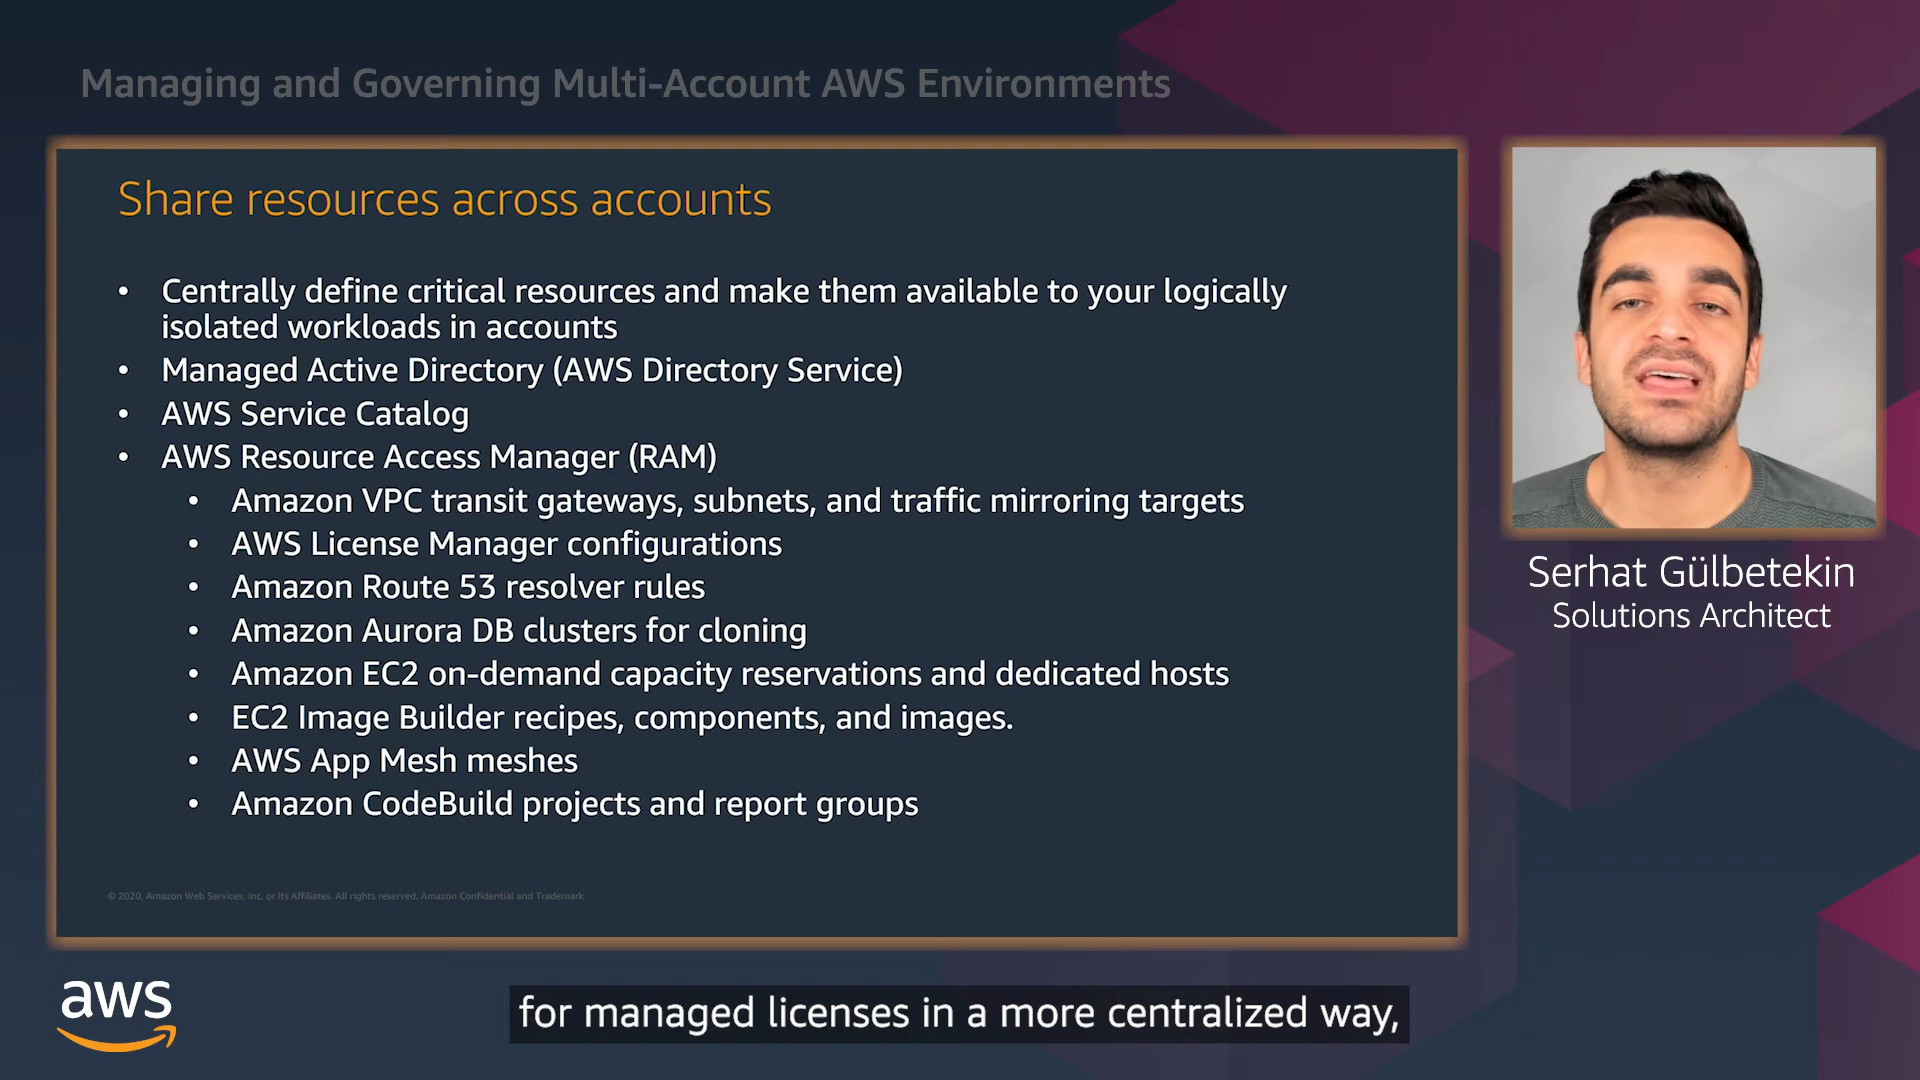 Managing and Governing Multi-Account AWS Environments
Share resources across accounts
• Centrally define critical resources and make them available to your logically
isolated workloads in accounts
• Managed Active Directory (AWS Directory Service)
• AWS Service Catalog
• AWS Resource Access Manager (RAM)
• Amazon VPC transit gateways, subnets, and traffic mirroring targets
• AWS License Manager configurations
• Amazon Route 53 resolver rules
• Amazon Aurora DB clusters for cloning
• Amazon EC2 on-demand capacity reservations and dedicated hosts
• EC2 Image Builder recipes, components, and images.
• AWS App Mesh meshes
• Amazon CodeBuild projects and report groups
© 2020, Amazon Web Services, Inc. or its Affiliates. All rights reserved. Amazon Confidential and Trademark
Serhat Gülbetekin
Solutions Architect
aws
for managed licenses in a more centralized way,